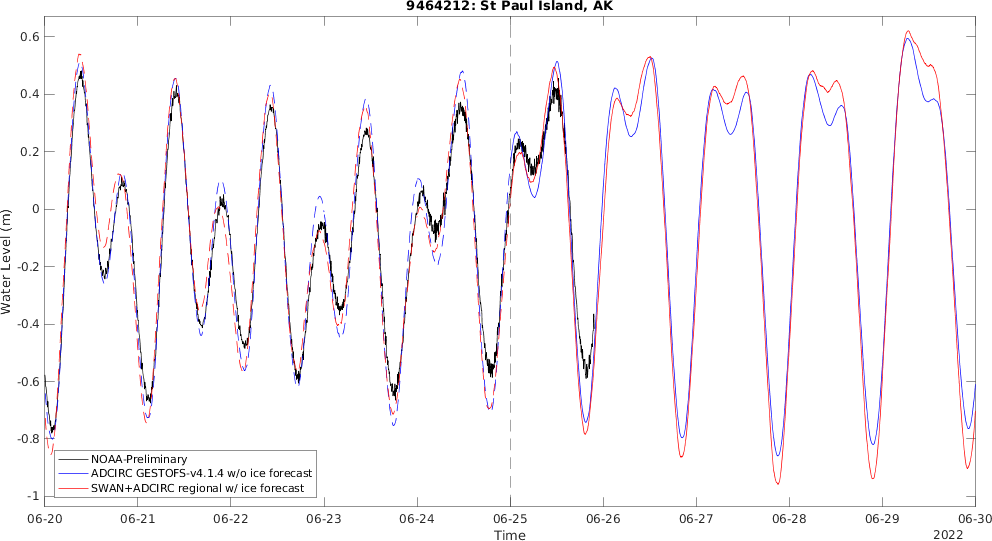 9464212: St Paul Island, AK
0.6
0.4
0.2
0
-0.2
-0.4
-0.6
-0.8
-1
Water Level (m)
NOAA-Preliminary
ADCIRC GESTOFS-v4.1.4 w/o ice forecast
SWAN+ADCIRC regional w/ ice forecast
06-20 06-21 06-22 06-23 06-24 06-25 06-26 06-27 06-28 06-29 06-30
Time
2022